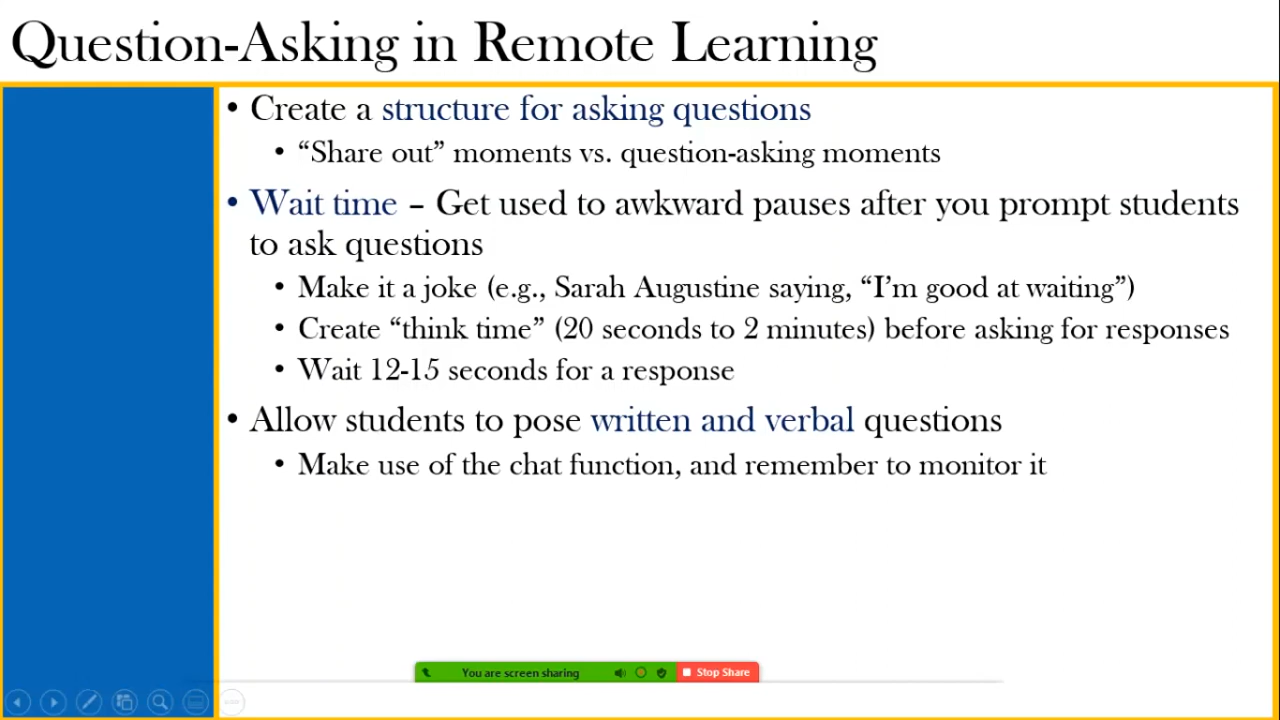 Question-Asking in Remote Learning
• Create a structure for asking questions
• “Share out” moments vs. question-asking moments
• Wait time – Get used to awkward pauses after you prompt students
to ask questions
• Make it a joke (e.g., Sarah Augustine saying, “I’m good at waiting”)
• Create “think time” (20 seconds to 2 minutes) before asking for responses
• Wait 12-15 seconds for a response
• Allow students to pose written and verbal questions
• Make use of the chat function, and remember to monitor it
You are screen sharing Stop Share